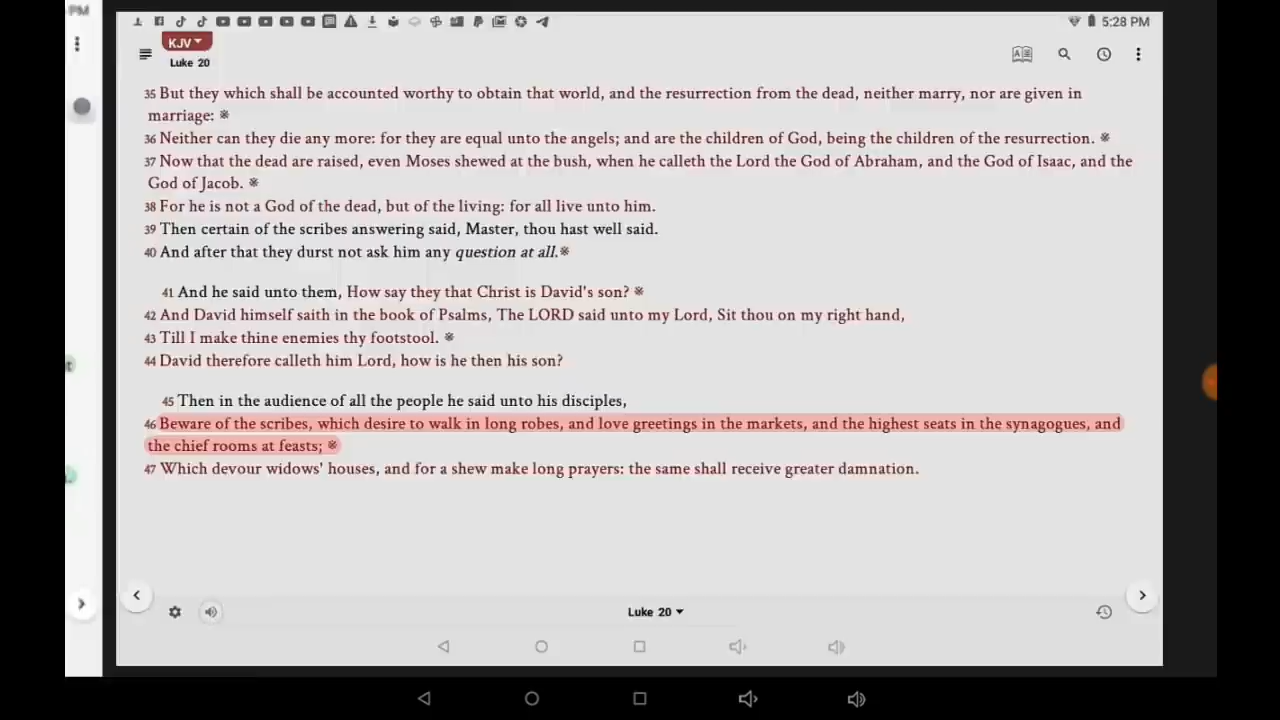 PM
5:28 PM
KJV
Luke 20
35 But they which shall be accounted worthy to obtain that world, and the resurrection from the dead, neither marry, nor are given in
marriage: ※
36 Neither can they die any more: for they are equal unto the angels; and are the children of God, being the children of the resurrection. ※
37 Now that the dead are raised, even Moses shewed at the bush, when he calleth the Lord the God of Abraham, and the God of Isaac, and the
God of Jacob. ※
38 For he is not a God of the dead, but of the living: for all live unto him.
39 Then certain of the scribes answering said, Master, thou hast well said.
40 And after that they durst not ask him any question at all.※
41 And he said unto them, How say they that Christ is David's son? ※
42 And David himself saith in the book of Psalms, The LORD said unto my Lord, Sit thou on my right hand,
43 Till I make thine enemies thy footstool. ※
44 David therefore calleth him Lord, how is he then his son?
45 Then in the audience of all the people he said unto his disciples,
46 Beware of the scribes, which desire to walk in long robes, and love greetings in the markets, and the highest seats in the synagogues, and
the chief rooms at feasts; ※
47 Which devour widows' houses, and for a shew make long prayers: the same shall receive greater damnation.
Luke 20